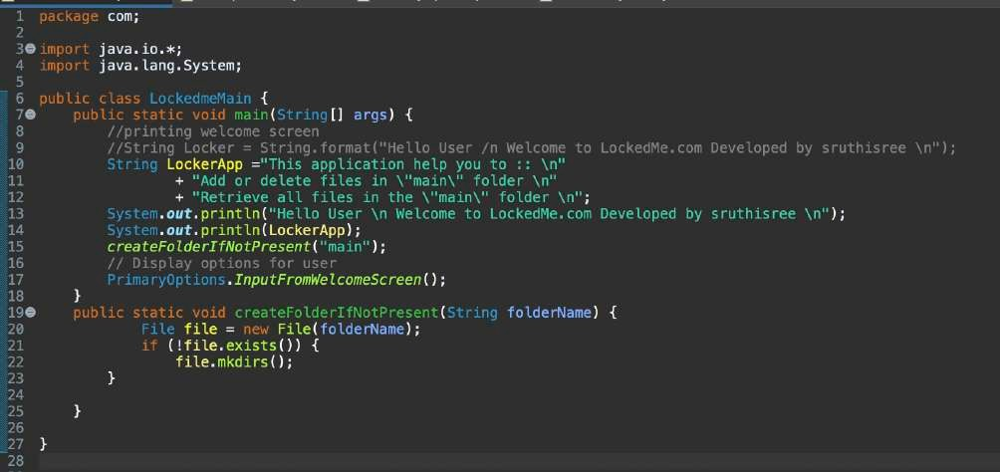 1 package com;
2
3 import java.io.*;
4 import java.lang.System;
5
6 public class LockedmeMain {
7     public static void main(String[] args) {
8         //printing welcome screen
9         //String Locker = String.format("Hello User /n Welcome to LockedMe.com Developed by sruthisree \n");
10         String LockerApp ="This application help you to :: \n"
11                 + "Add or delete files in \"main\" folder \n"
12                 + "Retrieve all files in the \"main\" folder \n";
13         System.out.println("Hello User \n Welcome to LockedMe.com Developed by sruthisree \n");
14         System.out.println(LockerApp);
15         createFolderIfNotPresent("main");
16         // Display options for user
17         PrimaryOptions.InputFromWelcomeScreen();
18     }
19     public static void createFolderIfNotPresent(String folderName) {
20             File file = new File(folderName);
21             if (!file.exists()) {
22                 file.mkdirs();
23         }
24
25     }
26
27 }
28